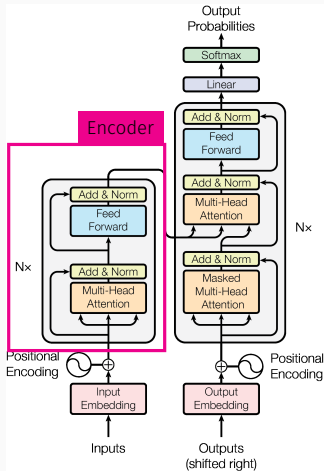 Output
Probabilities
Softmax
Linear
Add & Norm
Feed
Forward
Add & Norm
Multi-Head
Attention
Add & Norm
Masked
Multi-Head
Attention
N×
Encoder
Add & Norm
Feed
Forward
Add & Norm
Multi-Head
Attention
N×
Positional
Encoding
Positional
Encoding
Input
Embedding
Output
Embedding
Inputs
Outputs
(shifted right)